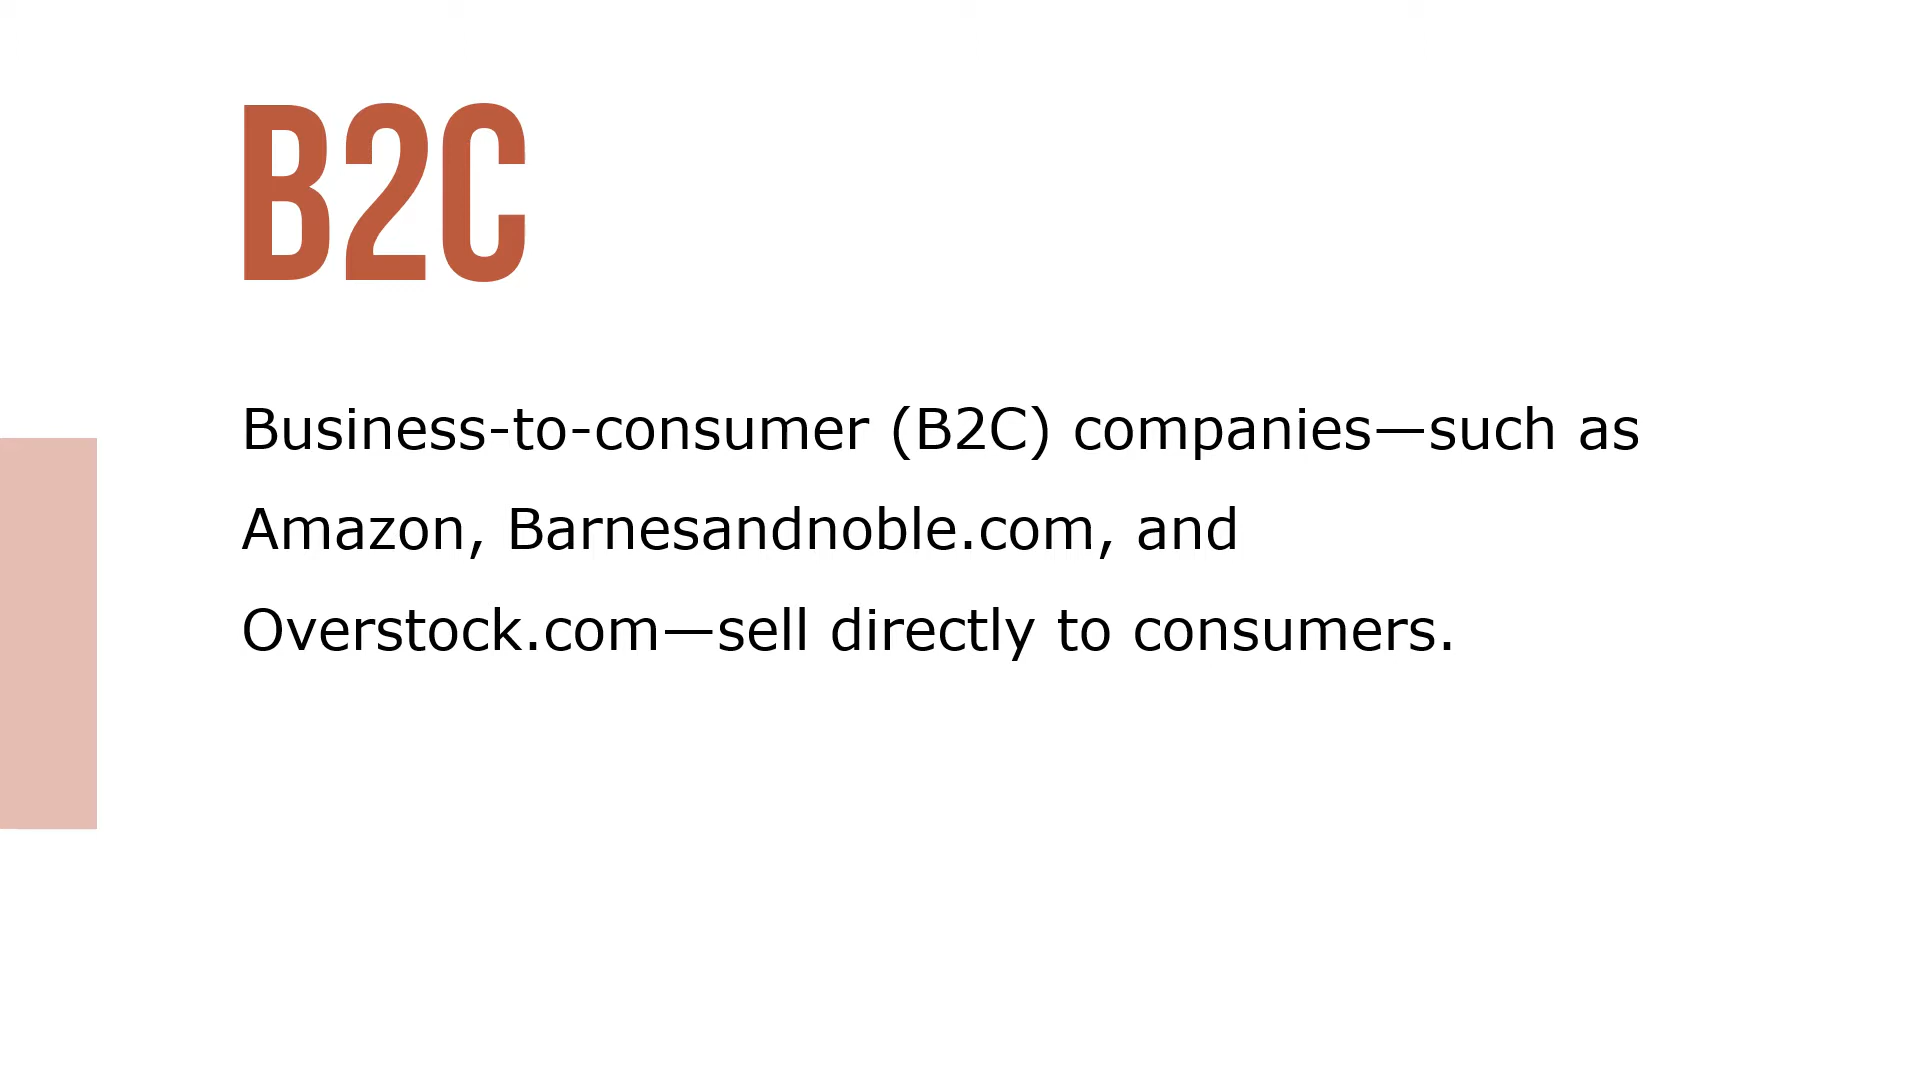 B2C
Business-to-consumer (B2C) companies—such as
Amazon, Barnesandnoble.com, and
Overstock.com—sell directly to consumers.